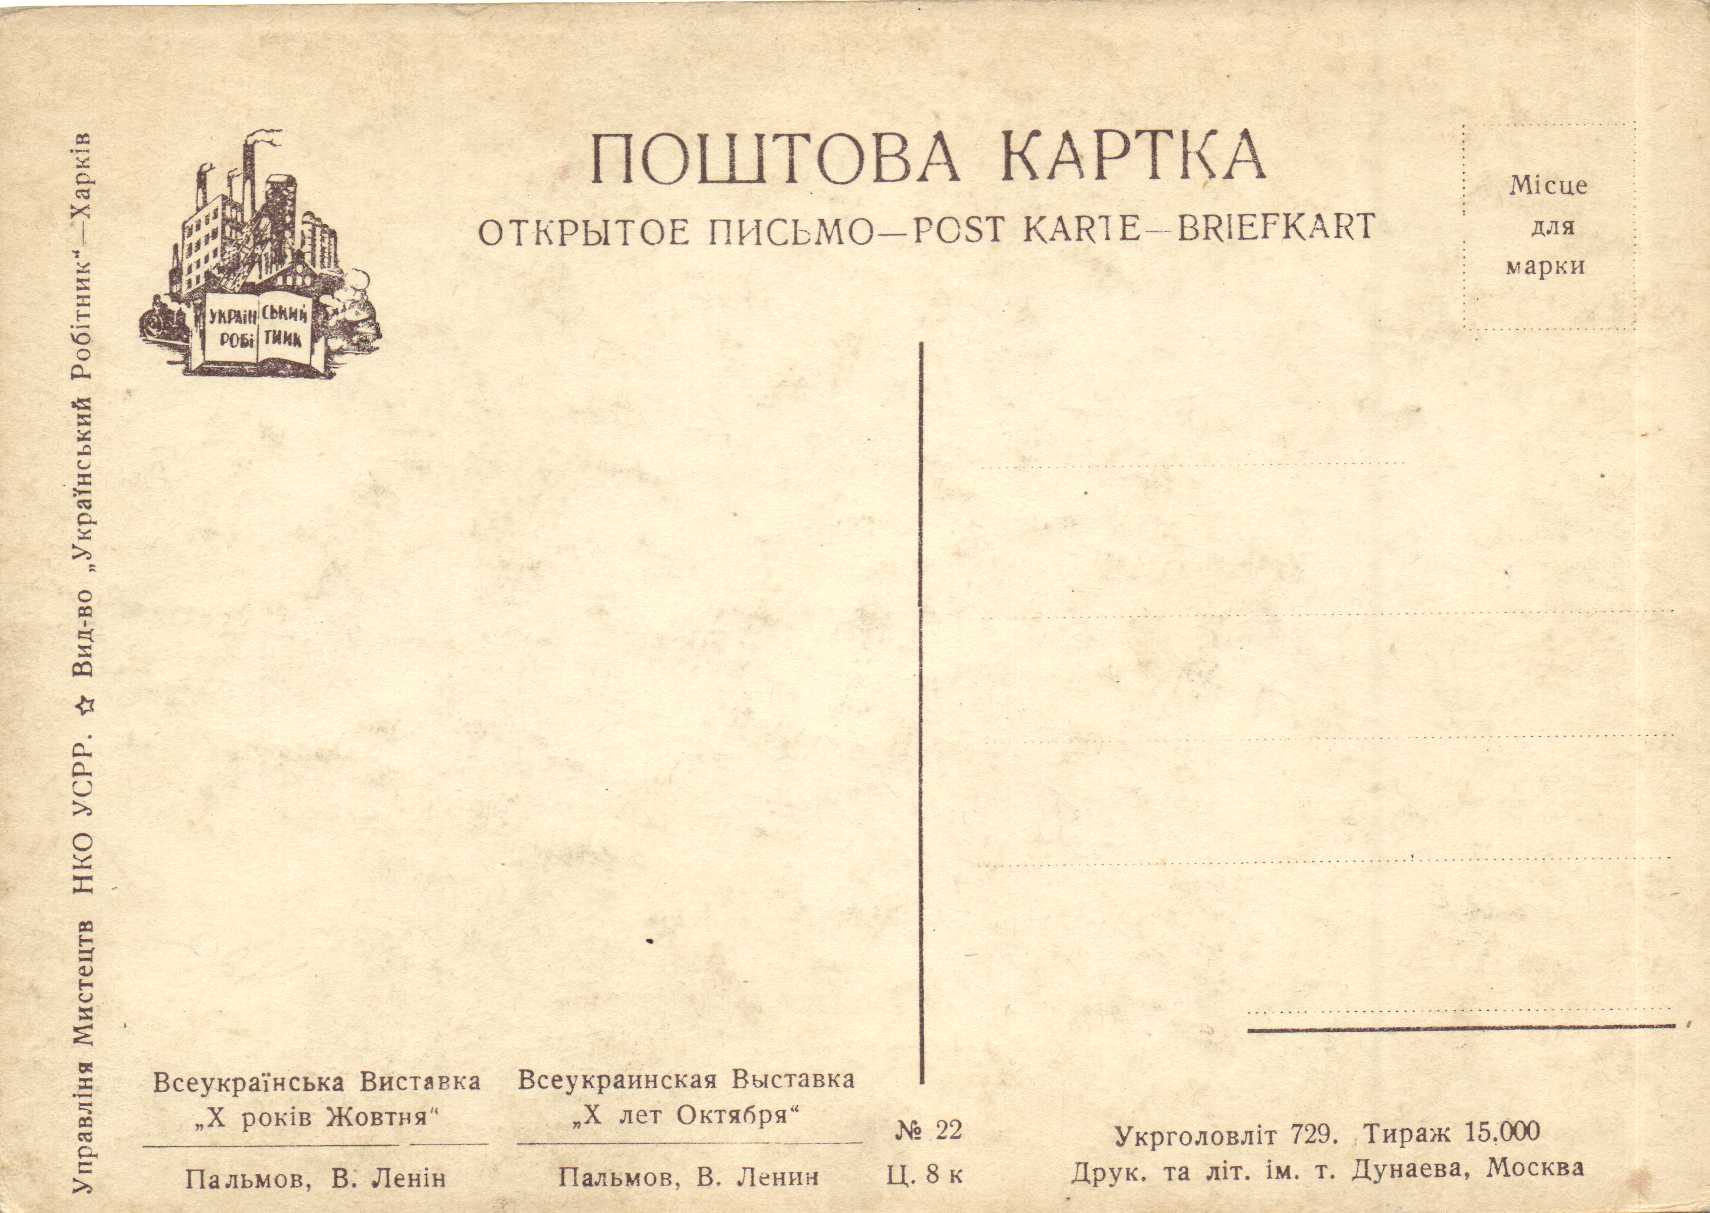 ПОШТОВА КАРТКА
ОТКРЫТОЕ ПИСЬМО—POST KARTE—BRIEFKART
Місце
для
марки
УКРАЇНСЬКИЙ
РОБІТНИК
Управліня Мистецтв НКО УСРР. ☆ Вид-во „Український Робітник“—Харків
Всеукраїнська Виставка
„X років Жовтня“
Пальмов, В. Ленін
Всеукраинская Выставка
„X лет Октября“
Пальмов, В. Ленин
№ 22
Ц. 8 к
Укрголовліт 729. Тираж 15.000
Друк. та літ. ім. т. Дунаева, Москва